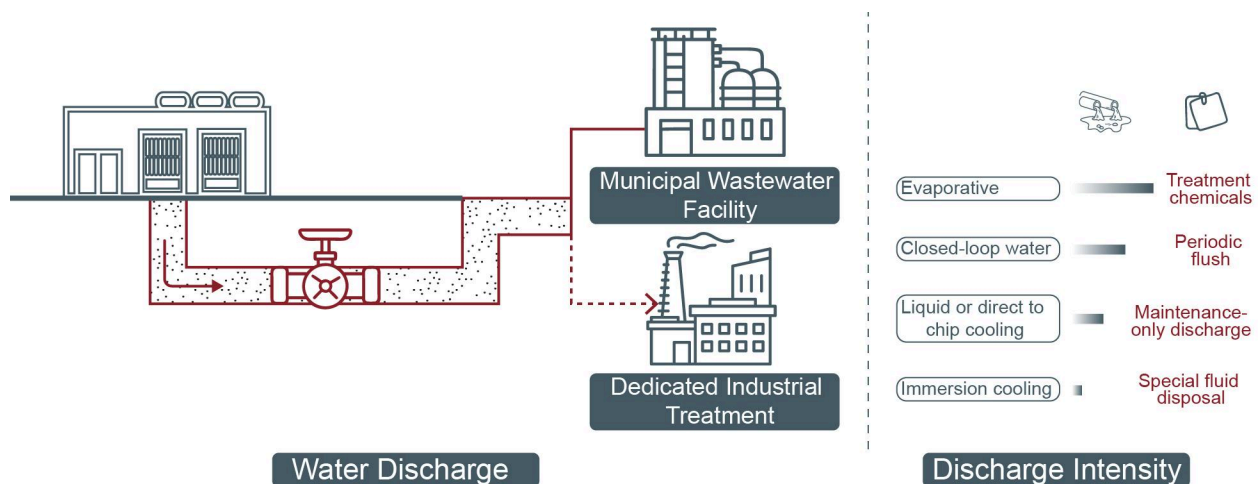 Municipal Wastewater
Facility
Dedicated Industrial
Treatment
Water Discharge
Evaporative
Treatment
chemicals
Closed-loop water
Periodic
flush
Liquid or direct to
chip cooling
Maintenance-
only discharge
Immersion cooling
Special fluid
disposal
Discharge Intensity